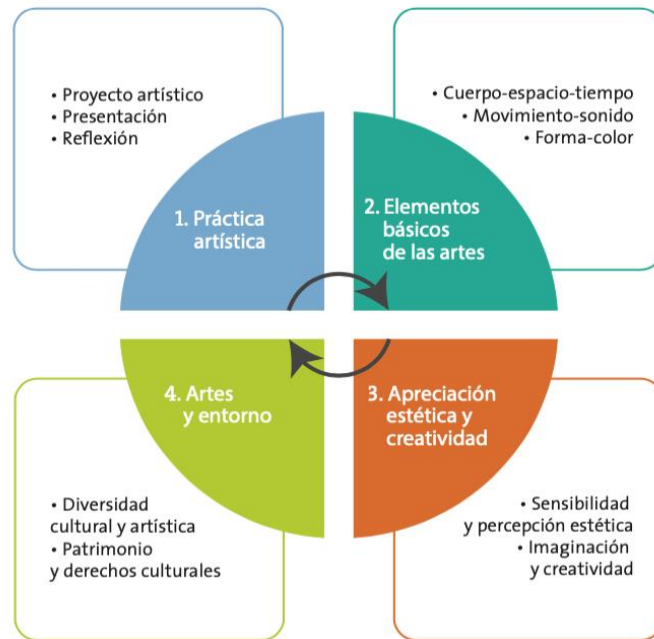 • Proyecto artístico
• Presentación
• Reflexión
1. Práctica
artística
• Cuerpo-espacio-tiempo
• Movimiento-sonido
• Forma-color
2. Elementos
básicos
de las artes
3. Apreciación
estética y
creatividad
• Sensibilidad
y percepción estética
• Imaginación
y creatividad
4. Artes
y entorno
• Diversidad
cultural y artística
• Patrimonio
y derechos culturales